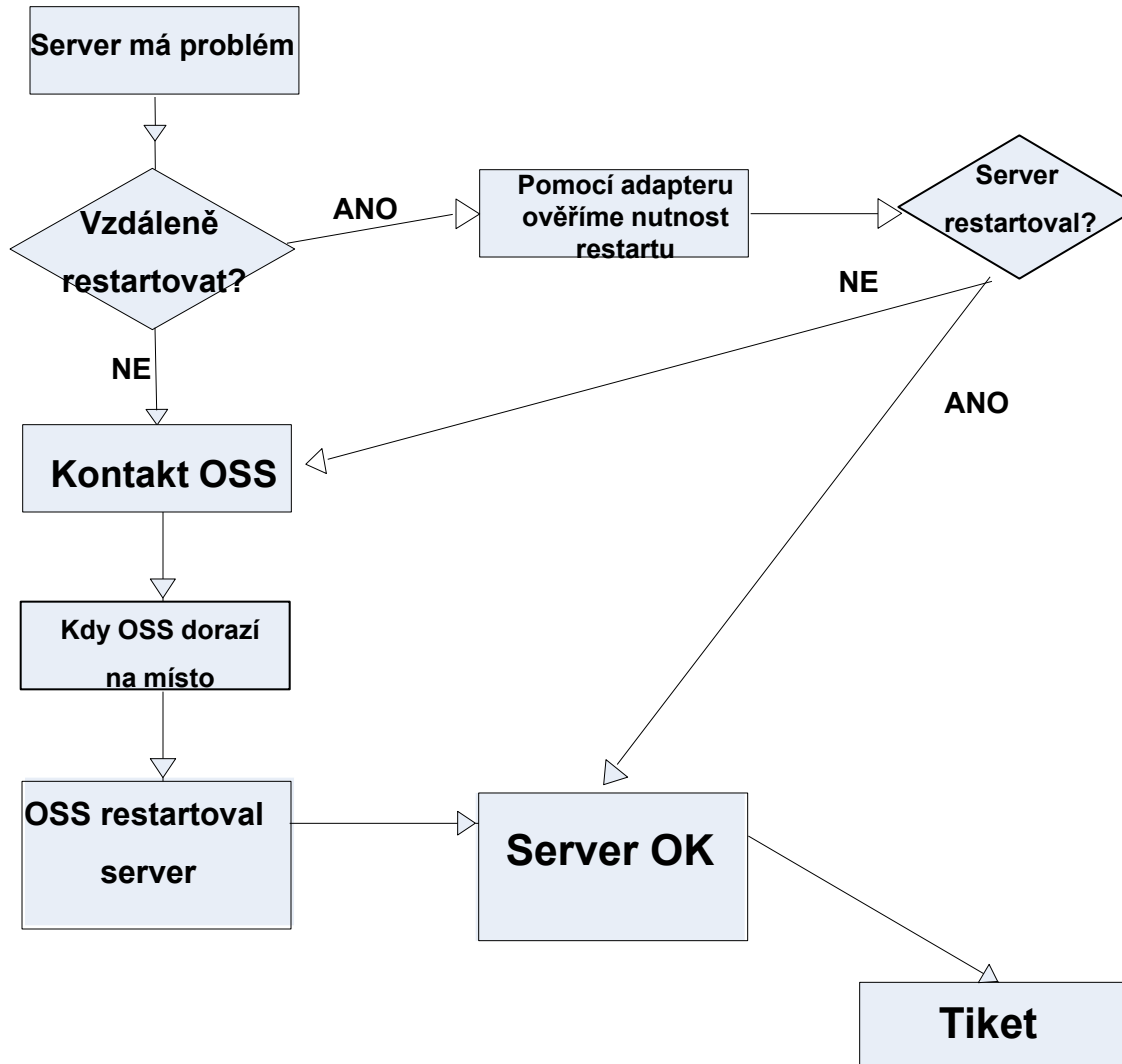 Server má problém
Vzdáleně
restartovat?
ANO
Pomocí adapteru
ověříme nutnost
restartu
Server
restartoval?
NE
NE
ANO
Kontakt OSS
Kdy OSS dorazí
na místo
OSS restartoval
server
Server OK
Tiket